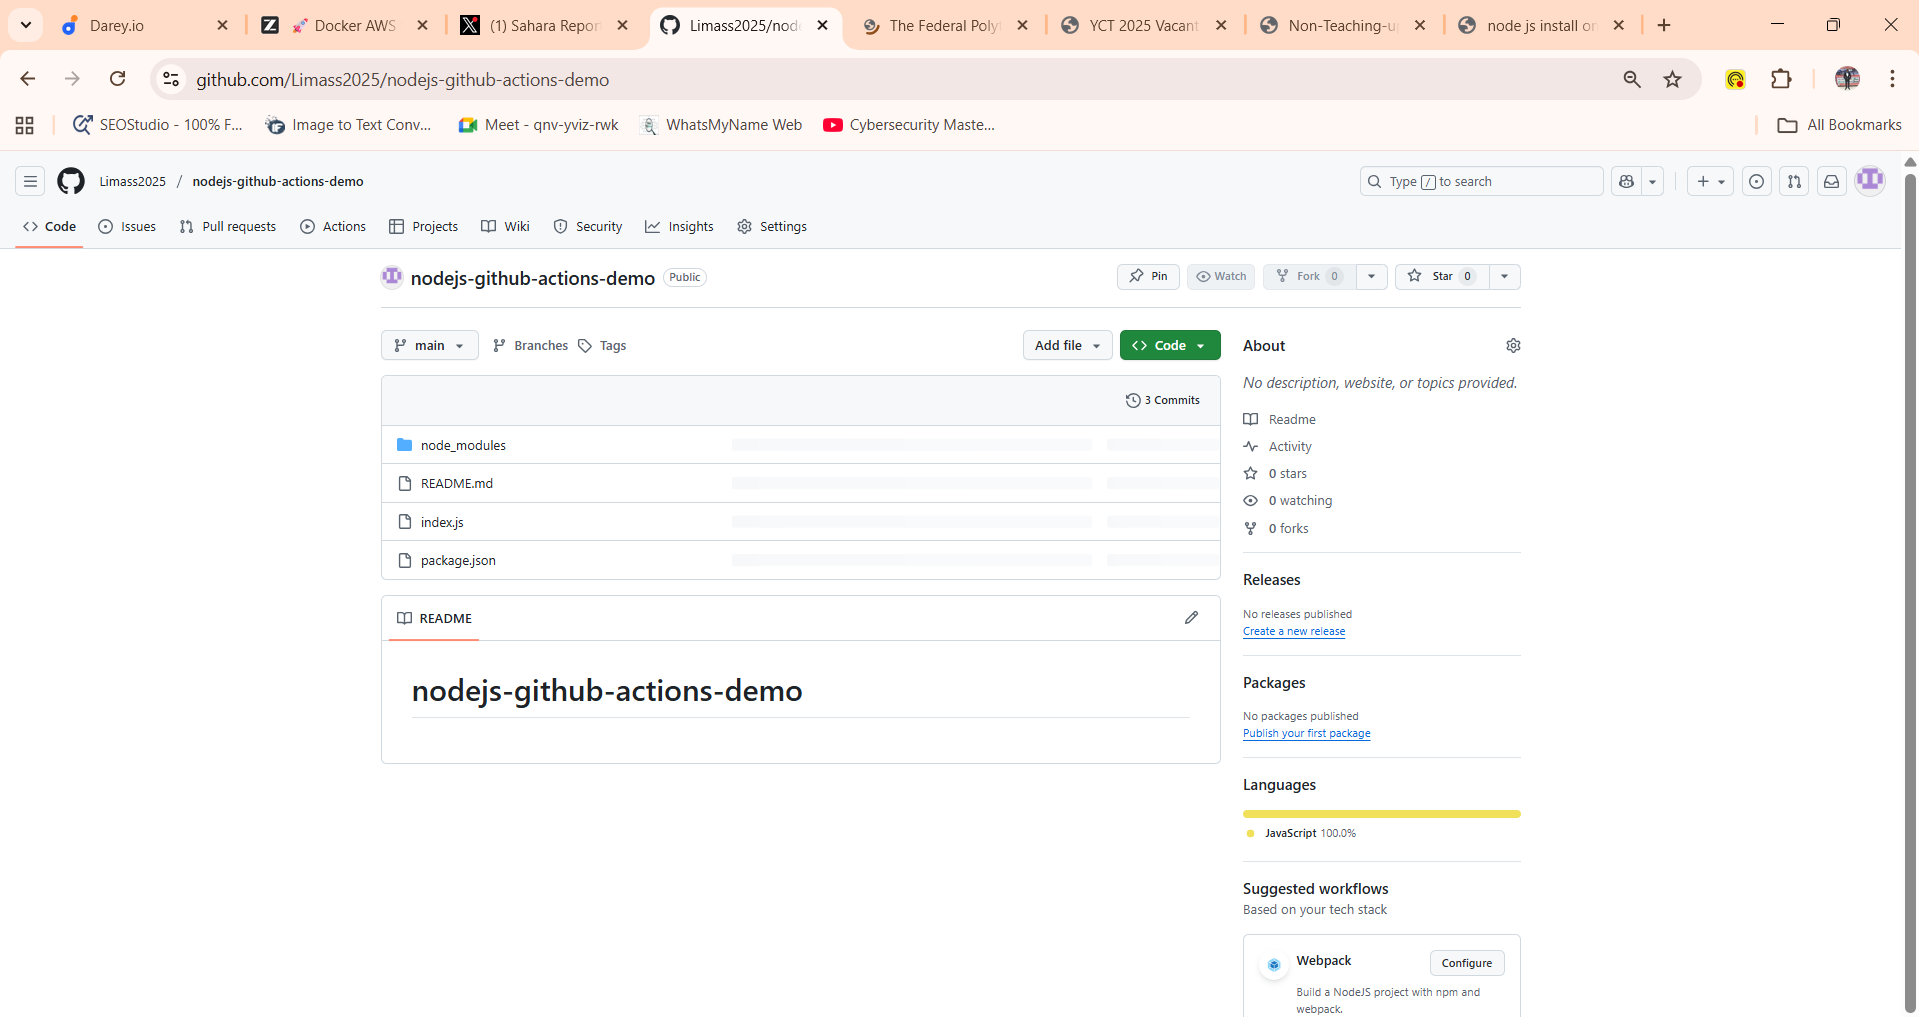 Darey.io
🚀 Docker AWS
(1) Sahara Repor
Limass2025/node
The Federal Polyt
YCT 2025 Vacant
Non-Teaching-up
node js install on
github.com/Limass2025/nodejs-github-actions-demo
SEOStudio - 100% F...
Image to Text Conv...
Meet - qnv-yviz-rwk
WhatsMyName Web
Cybersecurity Maste...
All Bookmarks
Limass2025 / nodejs-github-actions-demo
Type / to search
Code
Issues
Pull requests
Actions
Projects
Wiki
Security
Insights
Settings
nodejs-github-actions-demo Public
Pin
Watch
Fork 0
Star 0
main
Branches
Tags
Add file
Code
3 Commits
node_modules
README.md
index.js
package.json
README
nodejs-github-actions-demo
About
No description, website, or topics provided.
Readme
Activity
0 stars
0 watching
0 forks
Releases
No releases published
Create a new release
Packages
No packages published
Publish your first package
Languages
JavaScript 100.0%
Suggested workflows
Based on your tech stack
Webpack
Configure
Build a NodeJS project with npm and
webpack.